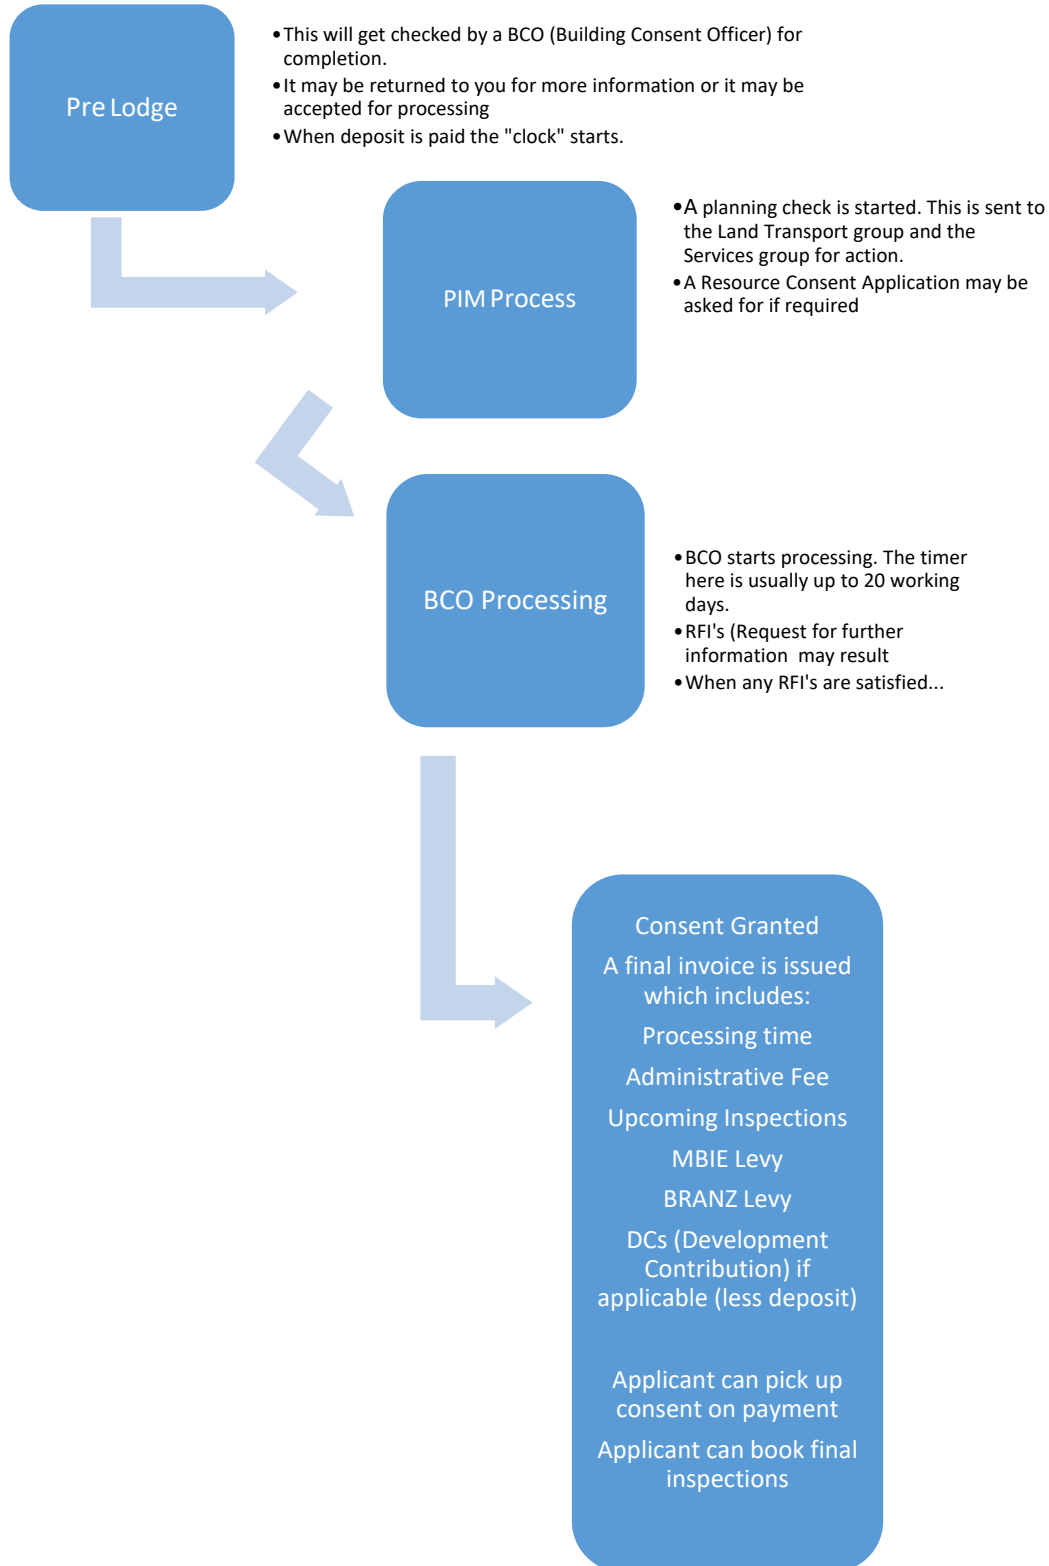 Pre Lodge
•This will get checked by a BCO (Building Consent Officer) for
completion.
•It may be returned to you for more information or it may be
accepted for processing
•When deposit is paid the "clock" starts.
PIM Process
•A planning check is started. This is sent to
the Land Transport group and the
Services group for action.
•A Resource Consent Application may be
asked for if required
BCO Processing
•BCO starts processing. The timer
here is usually up to 20 working
days.
•RFI's (Request for further
information  may result
•When any RFI's are satisfied...
Consent Granted
A final invoice is issued
which includes:
Processing time
Administrative Fee
Upcoming Inspections
MBIE Levy
BRANZ Levy
DCs (Development
Contribution) if
applicable (less deposit)
Applicant can pick up
consent on payment
Applicant can book final
inspections